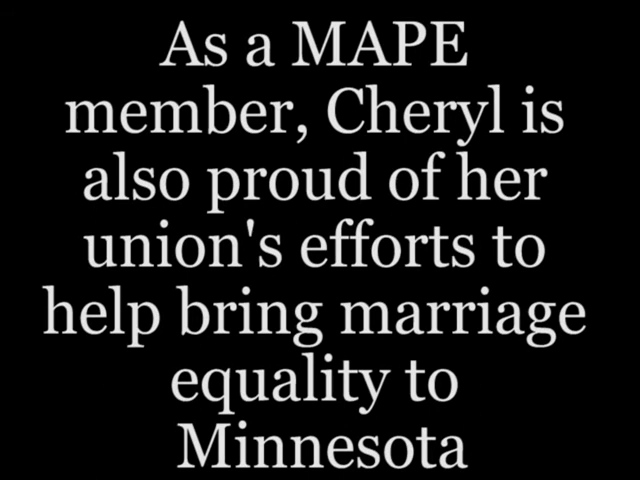 As a MAPE
member, Cheryl is
also proud of her
union's efforts to
help bring marriage
equality to
Minnesota